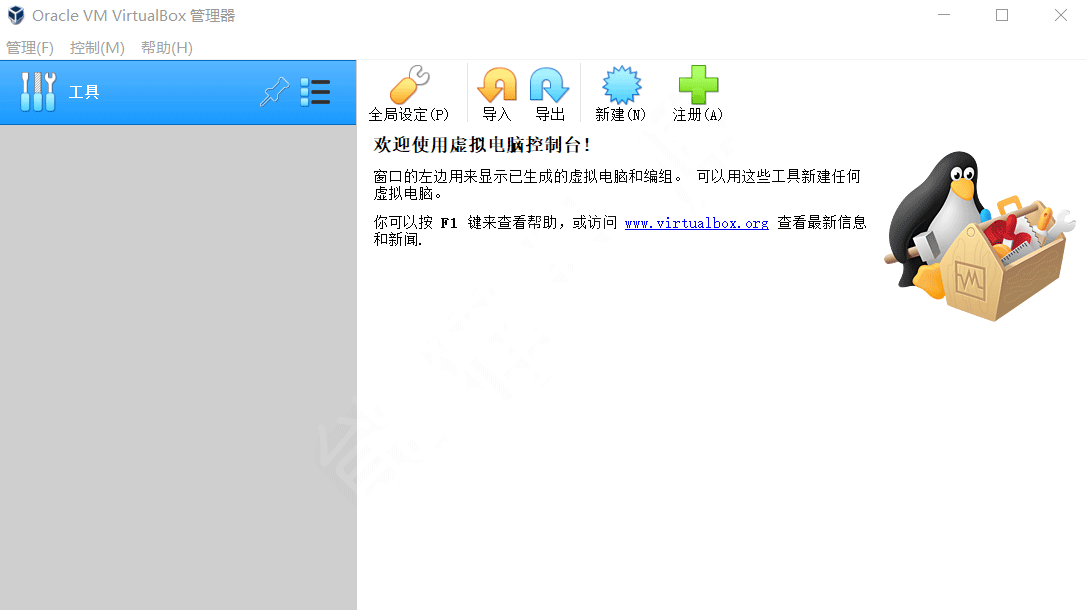 Oracle VM VirtualBox 管理器
管理(F) 控制(M) 帮助(H)
工具
全局设定(P) 导入 导出 新建(N) 注册(A)
欢迎使用虚拟电脑控制台!
窗口的左边用来显示已生成的虚拟电脑和编组。 可以用这些工具新建任何
虚拟电脑。
你可以按 F1 键来查看帮助, 或访问 www.virtualbox.org 查看最新信息
和新闻.